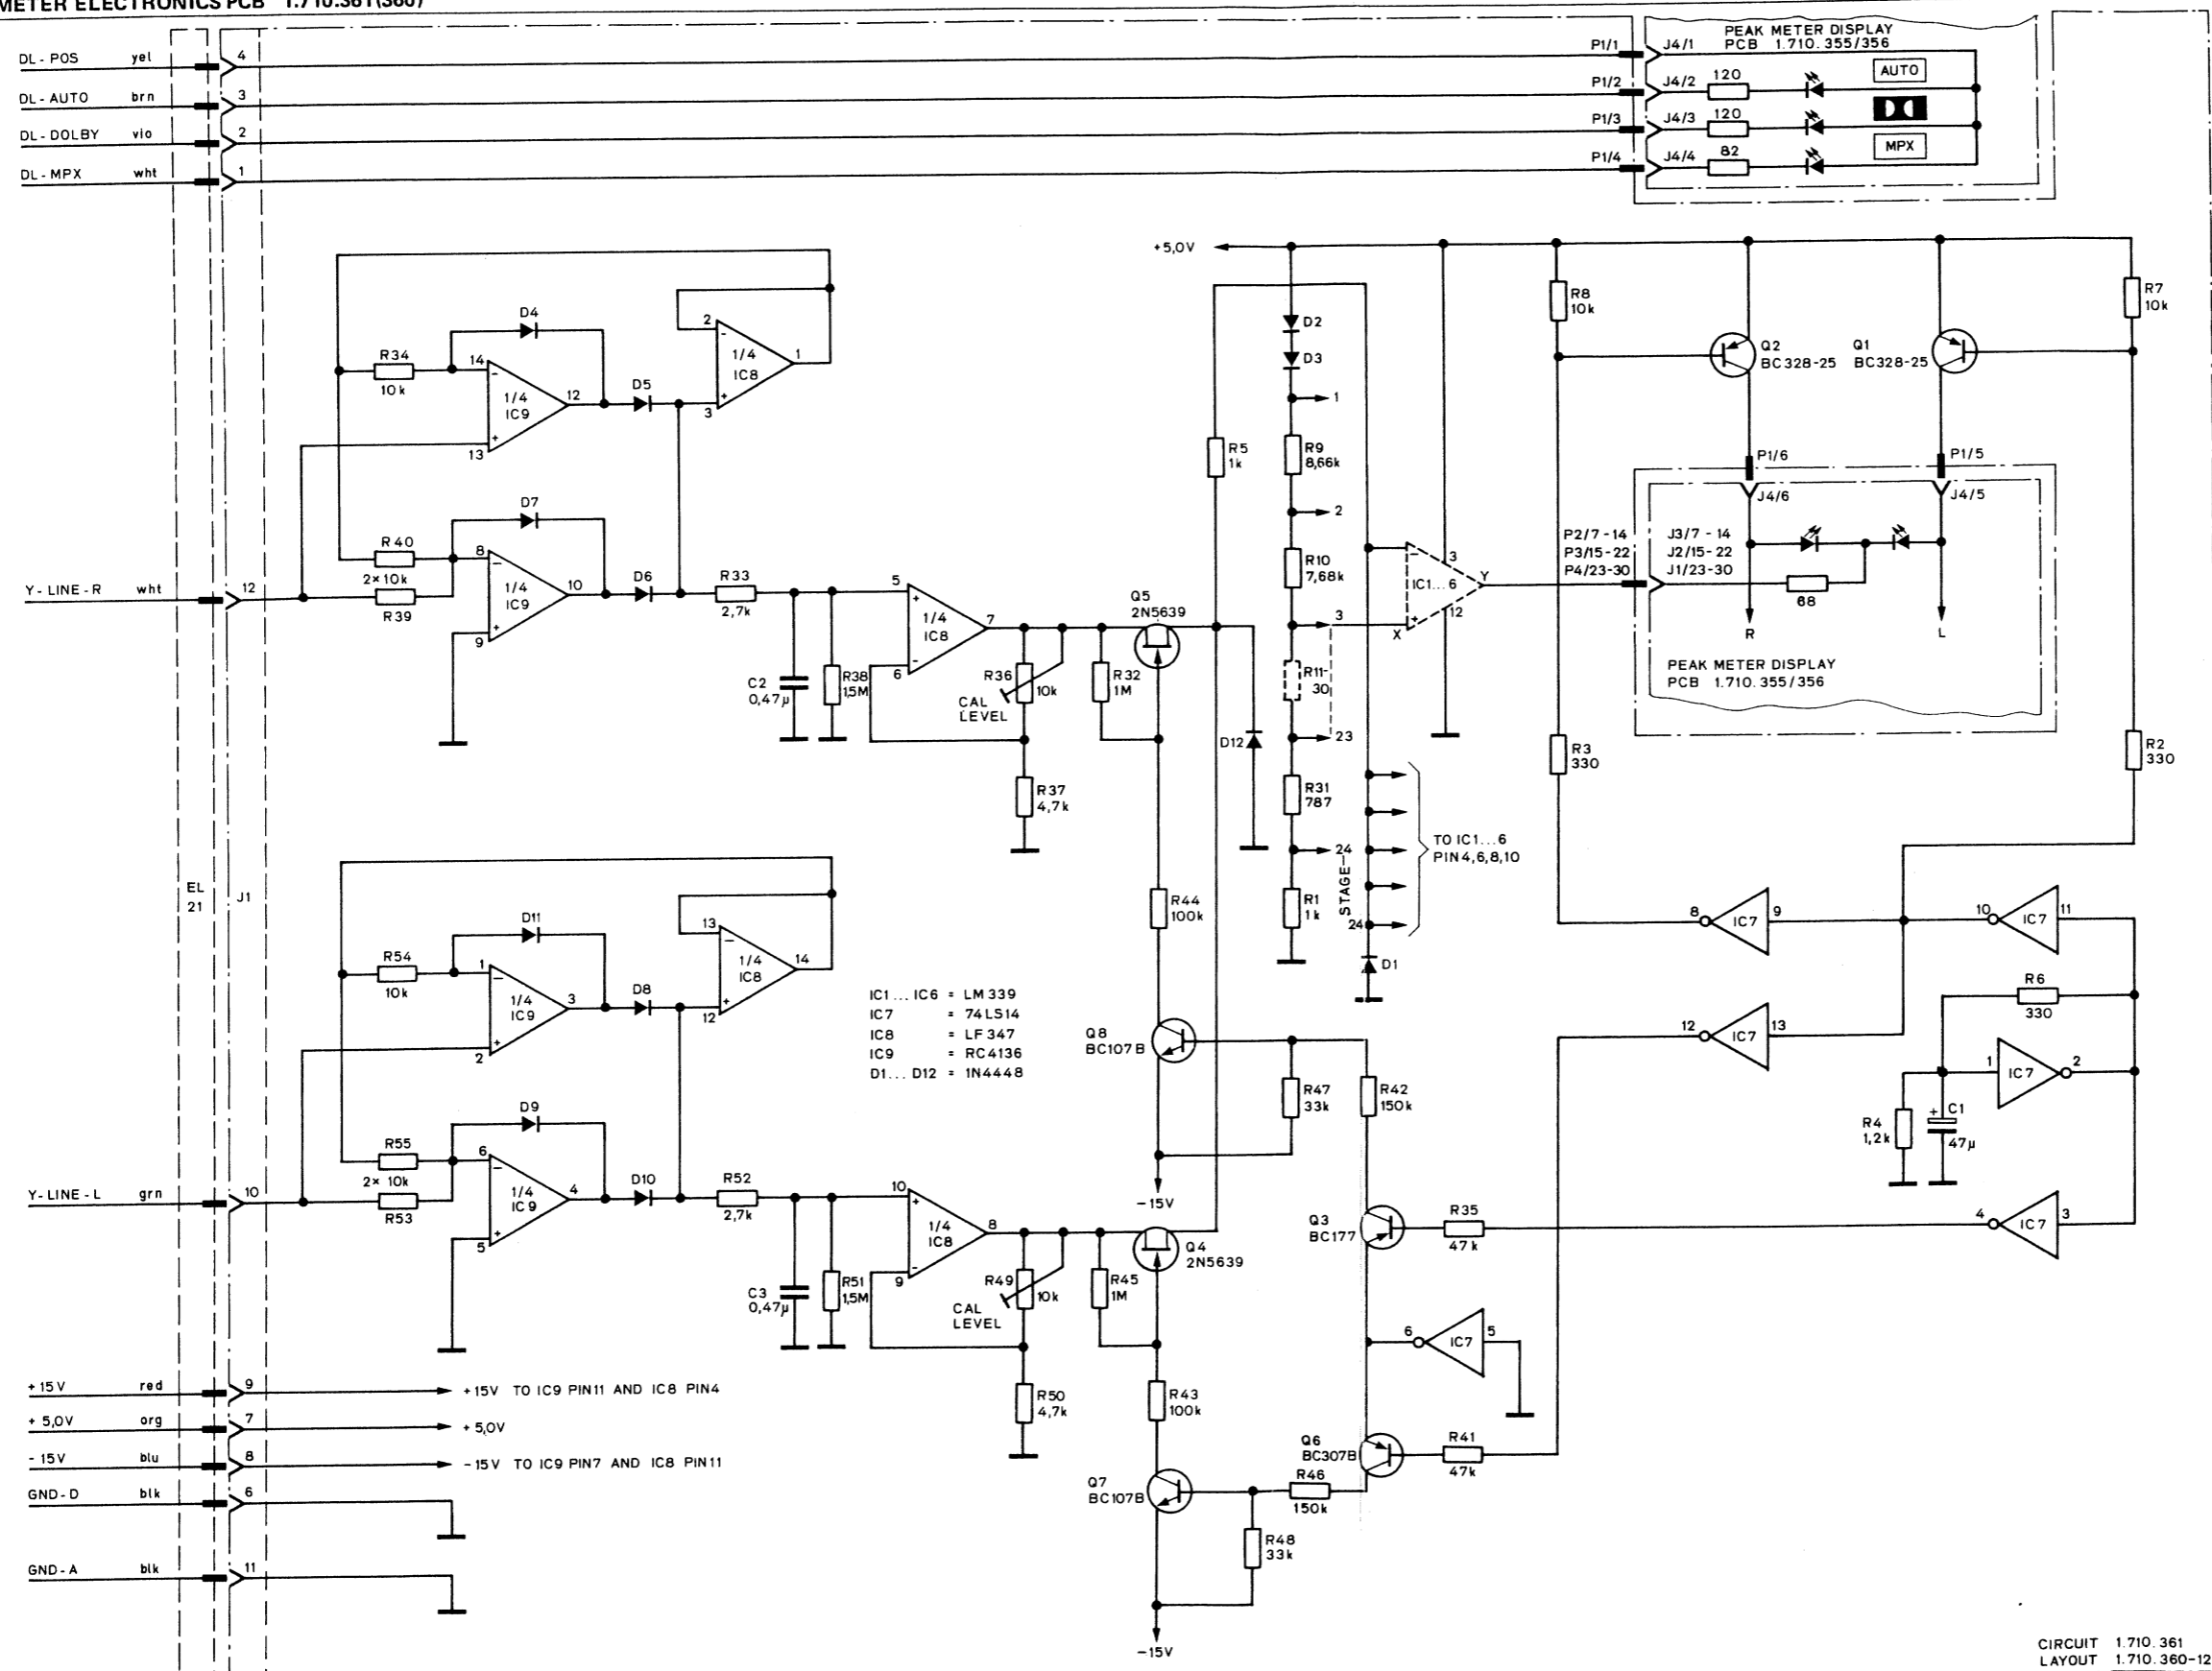 METER ELECTRONICS PCB 1.710.361(360)
DL-POS yel 4
DL-AUTO brn 3
DL-DOLBY vio 2
DL-MPX wht 1
P1/1 J4/1
P1/2 J4/2 120
P1/3 J4/3 120
P1/4 J4/4 82
PEAK METER DISPLAY
PCB 1.710.355/356
AUTO
MPX
+5,0V
D4
R34
10k
14
-
+
13
1/4
IC9
12
D5
2
-
+
3
1/4
IC8
1
D7
R40
2×10k
R39
8
-
+
9
1/4
IC9
10
D6
R33
2,7k
Y-LINE-R wht 12
C2
0,47µ
R38
1,5M
5
+
-
6
1/4
IC8
7
R36
10k
CAL
LEVEL
R37
4,7k
R32
1M
Q5
2N5639
R5
1k
D12
D2
D3
1
R9
8,66k
2
R10
7,68k
3
R11-
30
23
R31
787
24
R1
1k
STAGE
24
D1
TO IC1...6
PIN 4,6,8,10
-
+
X
IC1...6
3
12
Y
R8
10k
Q2
BC328-25
Q1
BC328-25
R7
10k
P1/6
P1/5
J4/6
J4/5
P2/7-14
P3/15-22
P4/23-30
J3/7-14
J2/15-22
J1/23-30
68
R
L
PEAK METER DISPLAY
PCB 1.710.355/356
R3
330
R2
330
EL
21
J1
D11
R54
10k
1
-
+
2
1/4
IC9
3
D8
13
-
+
12
1/4
IC8
14
D9
R55
2× 10k
R53
6
-
+
5
1/4
IC9
4
D10
R52
2,7k
Y-LINE-L grn 10
C3
0,47µ
R51
1,5M
10
+
-
9
1/4
IC8
8
R49
10k
CAL
LEVEL
R50
4,7k
R45
1M
Q4
2N5639
IC1...IC6 = LM339
IC7 = 74LS14
IC8 = LF347
IC9 = RC4136
D1...D12 = 1N4448
R44
100k
Q8
BC107B
R47
33k
R42
150k
-15V
Q3
BC177
R35
47k
R43
100k
Q7
BC107B
Q6
BC307B
R41
47k
R46
150k
R48
33k
-15V
8 IC7 9
10 IC7 11
12 IC7 13
R6
330
1 IC7 2
R4
1,2k
+
C1
47µ
4 IC7 3
6 IC7 5
+15V red 9 +15V TO IC9 PIN11 AND IC8 PIN4
+5,0V org 7 +5,0V
-15V blu 8 -15V TO IC9 PIN7 AND IC8 PIN11
GND-D blk 6
GND-A blk 11
CIRCUIT 1.710.361
LAYOUT 1.710.360-12